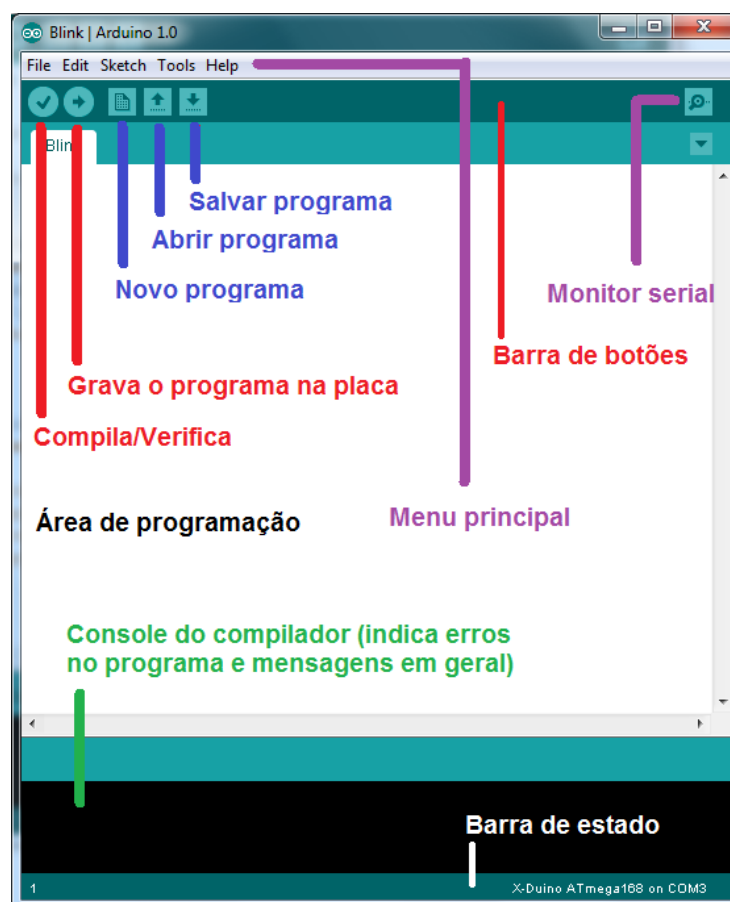 Blink | Arduino 1.0
File Edit Sketch Tools Help
Blin
Salvar programa
Abrir programa
Novo programa
Monitor serial
Barra de botões
Grava o programa na placa
Compila/Verifica
Área de programação
Menu principal
Console do compilador (indica erros
no programa e mensagens em geral)
Barra de estado
1
X-Duino ATmega168 on COM3